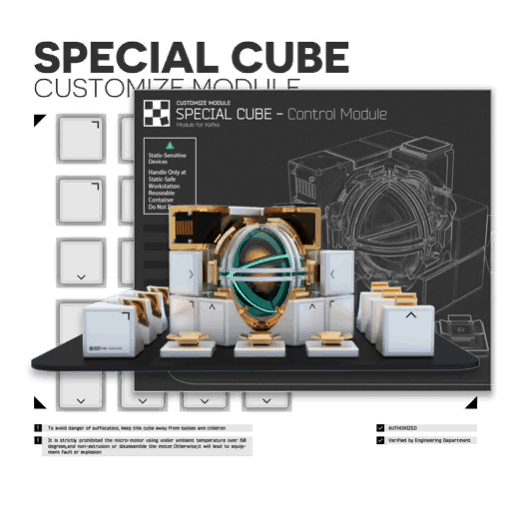 SPECIAL CUBE
CUSTOMIZE MODULE
CUSTOMIZE MODULE
SPECIAL CUBE - Control Module
Module for Kafka
Static-Sensitive
Devices
Handle Only at
Static-Safe
Workstation
Reuseable
Container
Do Not
To avoid danger of suffocation, keep this cube away from babies and children
It is strictly prohibited the micro-motor using under ambient temperature over 60
degrees,and non-extrusion or disassemble the motor.Otherwise,it will lead to equip-
ment fault or explosion
AUTHORIZED
Verified by Engineering Department